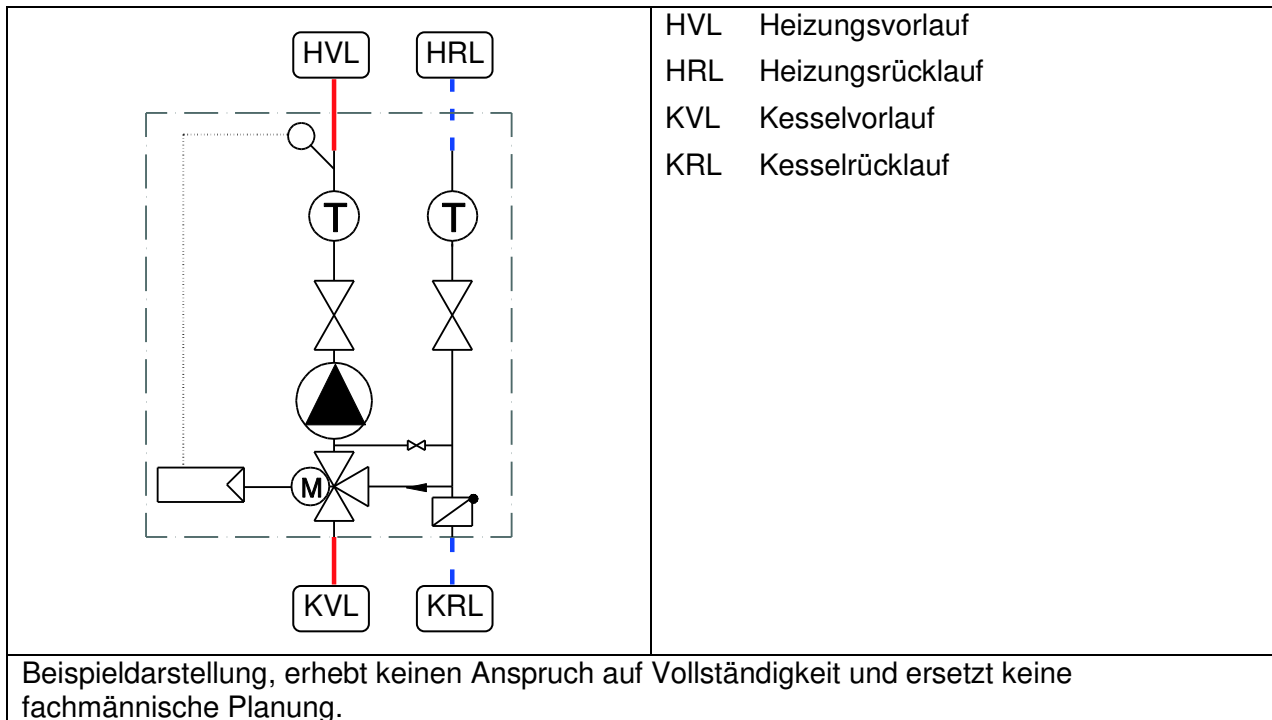 HVL HRL
T T
M
KVL KRL
HVL Heizungsvorlauf
HRL Heizungsrücklauf
KVL Kesselvorlauf
KRL Kesselrücklauf
Beispieldarstellung, erhebt keinen Anspruch auf Vollständigkeit und ersetzt keine
fachmännische Planung.